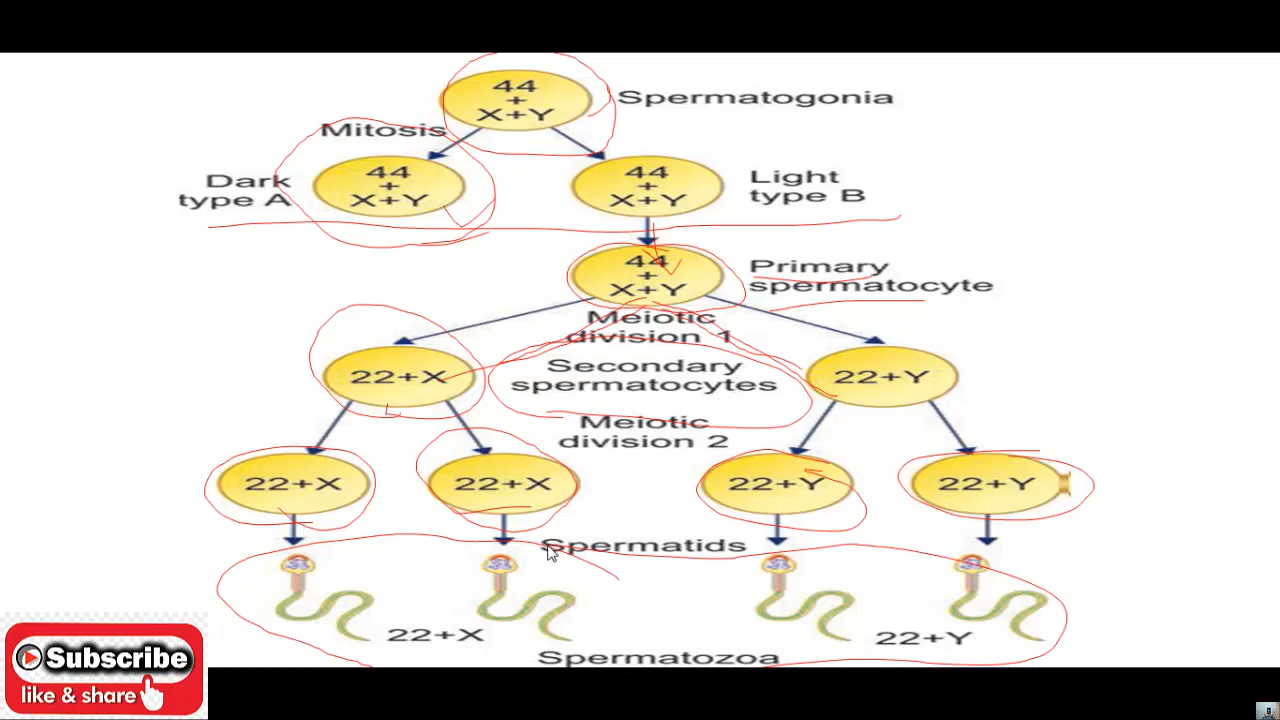 44
+
X+Y
Spermatogonia
Mitosis
Dark
type A
44
+
X+Y
44
+
X+Y
Light
type B
44
+
X+Y
Primary
spermatocyte
Meiotic
division 1
22+X
Secondary
spermatocytes
22+Y
Meiotic
division 2
22+X
22+X
22+Y
22+Y
Spermatids
22+X
22+Y
Spermatozoa
Subscribe
like & share